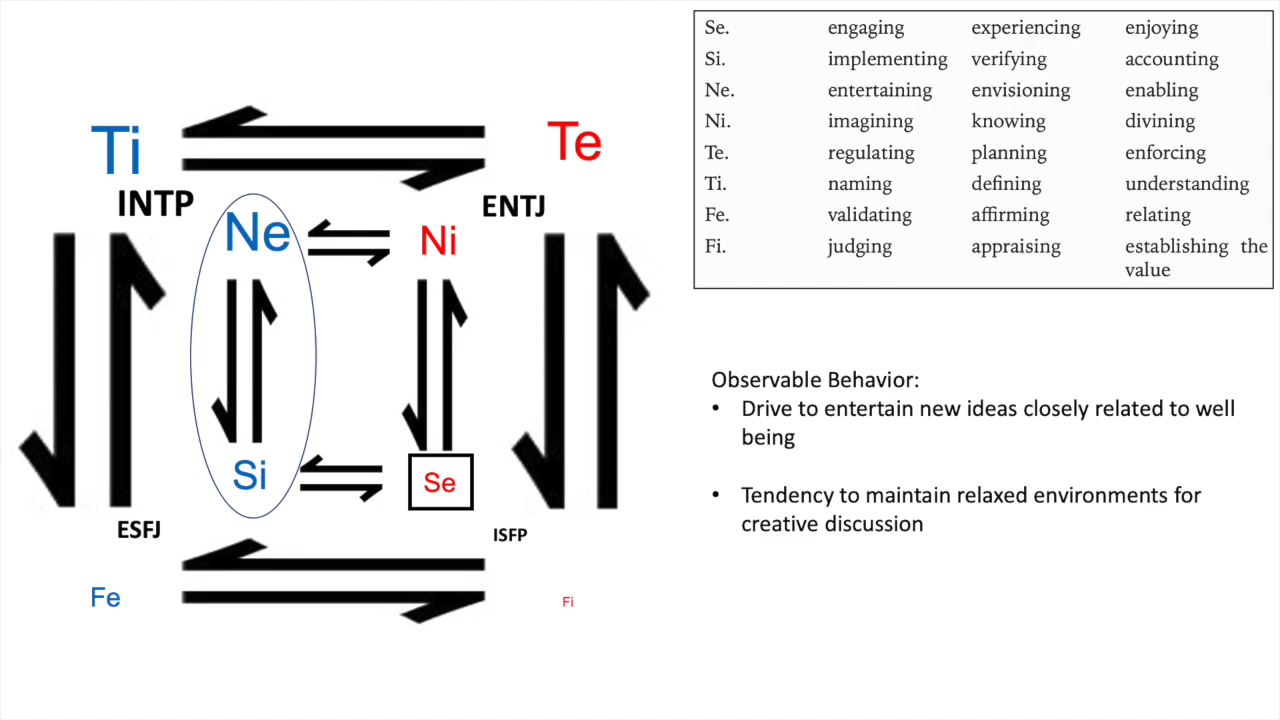 Ti
Te
INTP
ENTJ
Ne
Ni
Si
Se
ESFJ
ISFP
Fe
Fi
Se. engaging experiencing enjoying
Si. implementing verifying accounting
Ne. entertaining envisioning enabling
Ni. imagining knowing divining
Te. regulating planning enforcing
Ti. naming defining understanding
Fe. validating affirming relating
Fi. judging appraising establishing the
value
Observable Behavior:
• Drive to entertain new ideas closely related to well
being
• Tendency to maintain relaxed environments for
creative discussion